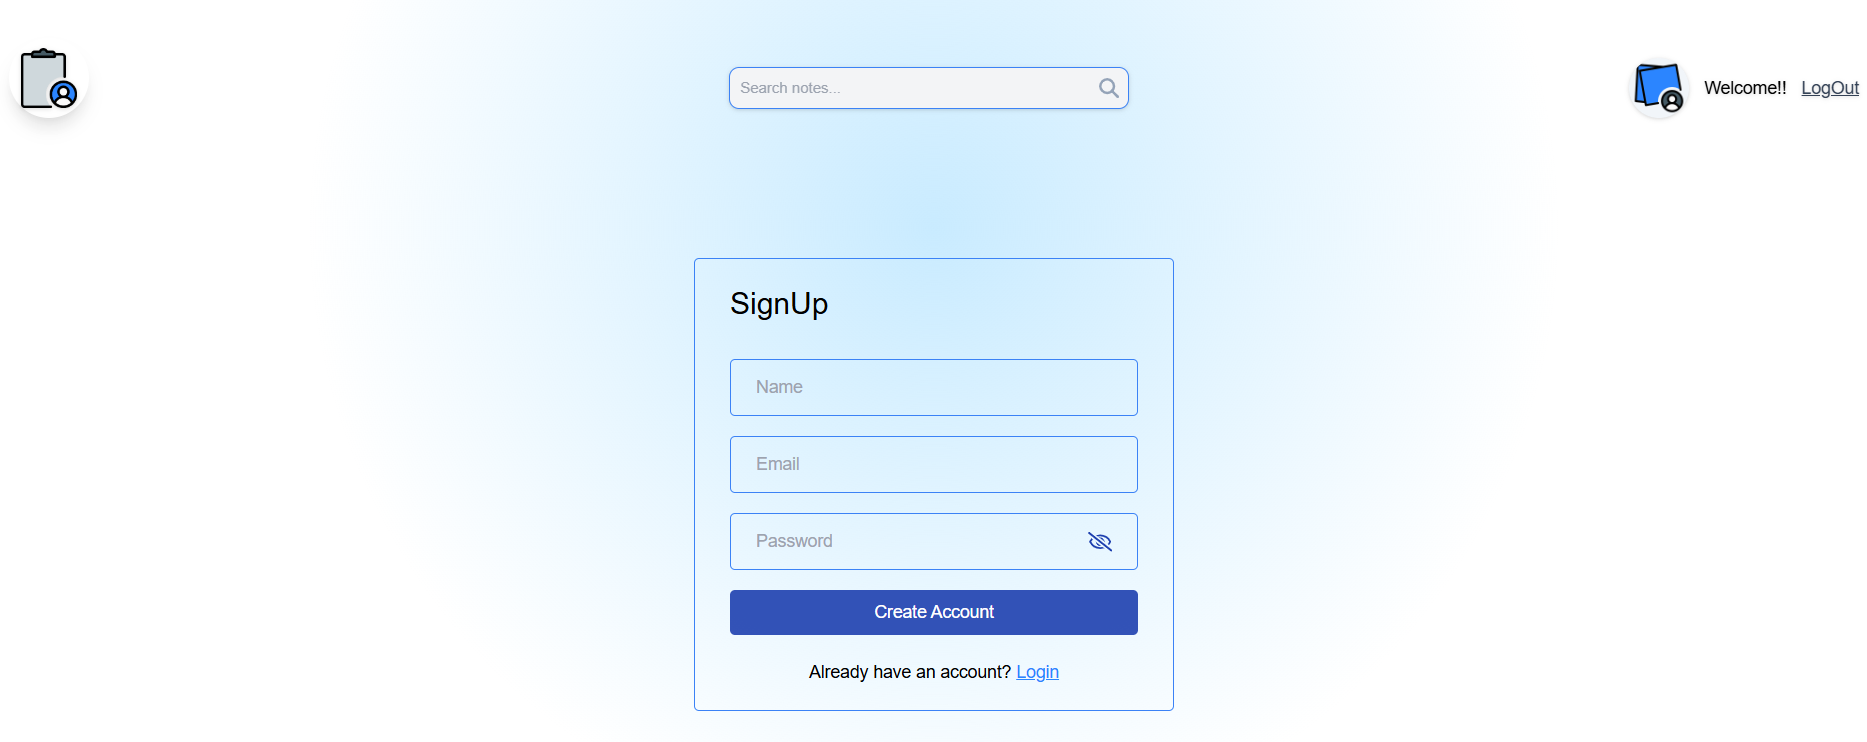 Search notes...
Welcome!! LogOut
SignUp
Name
Email
Password
Create Account
Already have an account? Login